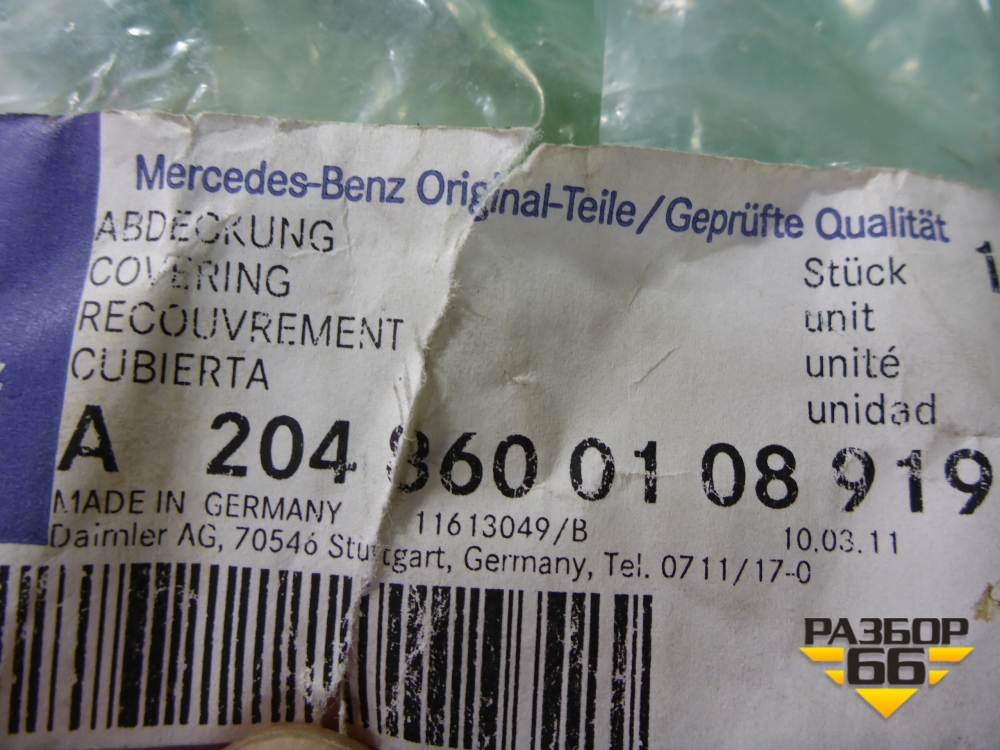 Mercedes-Benz Original-Teile/Geprüfte Qualität
ABDECKUNG
COVERING
RECOUVREMENT
CUBIERTA
Stück 1
unit
unité
unidad
A 204 860 01 08 919
MADE IN GERMANY 11613049/B 10.03.11
Daimler AG, 70546 Stuttgart, Germany, Tel. 0711/17-0
РАЗБОР
66